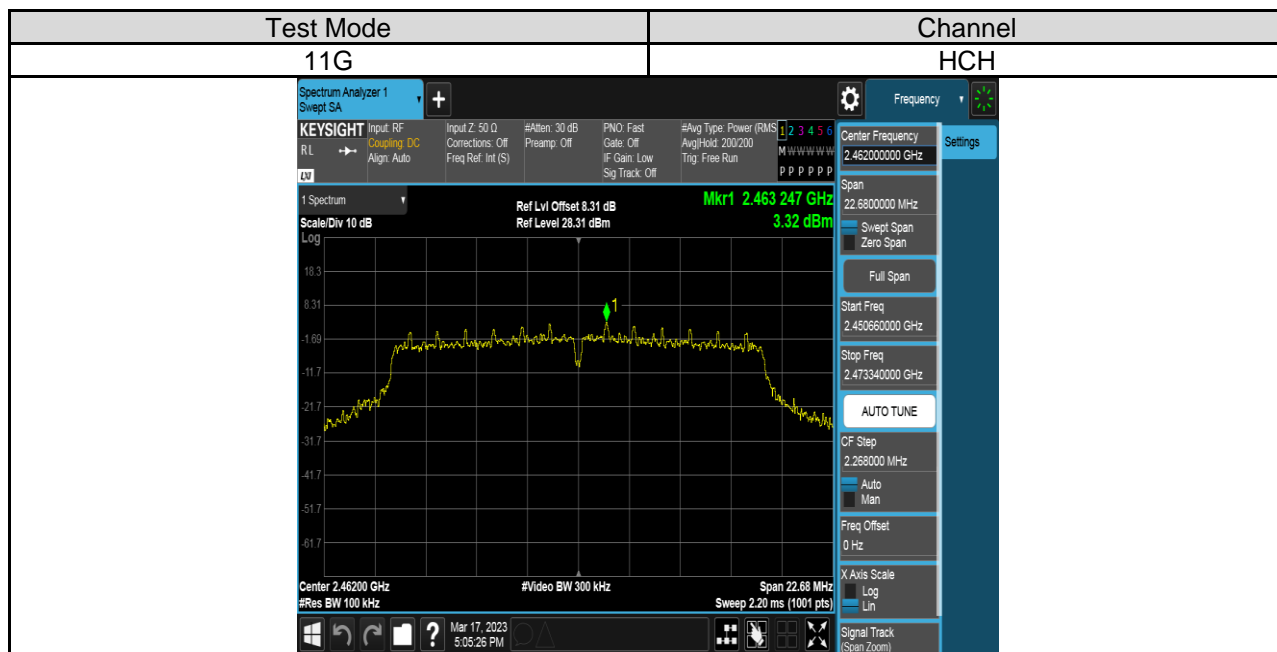 Test Mode Channel
11G HCH
Spectrum Analyzer 1
Swept SA
+
Frequency
KEYSIGHT
RL
LXI
Input: RF
Coupling: DC
Align: Auto
Input Z: 50 Ω
Corrections: Off
Freq Ref: Int (S)
#Atten: 30 dB
Preamp: Off
PNO: Fast
Gate: Off
IF Gain: Low
Sig Track: Off
#Avg Type: Power (RMS
Avg|Hold: 200/200
Trig: Free Run
1 2 3 4 5 6
M W W W W W
P P P P P P
Center Frequency
2.462000000 GHz
Settings
1 Spectrum
Scale/Div 10 dB
Log
Ref Lvl Offset 8.31 dB
Ref Level 28.31 dBm
Mkr1 2.463 247 GHz
3.32 dBm
Span
22.6800000 MHz
Swept Span
Zero Span
Full Span
Start Freq
2.450660000 GHz
Stop Freq
2.473340000 GHz
AUTO TUNE
CF Step
2.268000 MHz
Auto
Man
Freq Offset
0 Hz
X Axis Scale
Log
Lin
Signal Track
(Span Zoom)
18.3
8.31
1
-1.69
-11.7
-21.7
-31.7
-41.7
-51.7
-61.7
Center 2.46200 GHz
#Res BW 100 kHz
#Video BW 300 kHz
Span 22.68 MHz
Sweep 2.20 ms (1001 pts)
?
Mar 17, 2023
5:05:26 PM